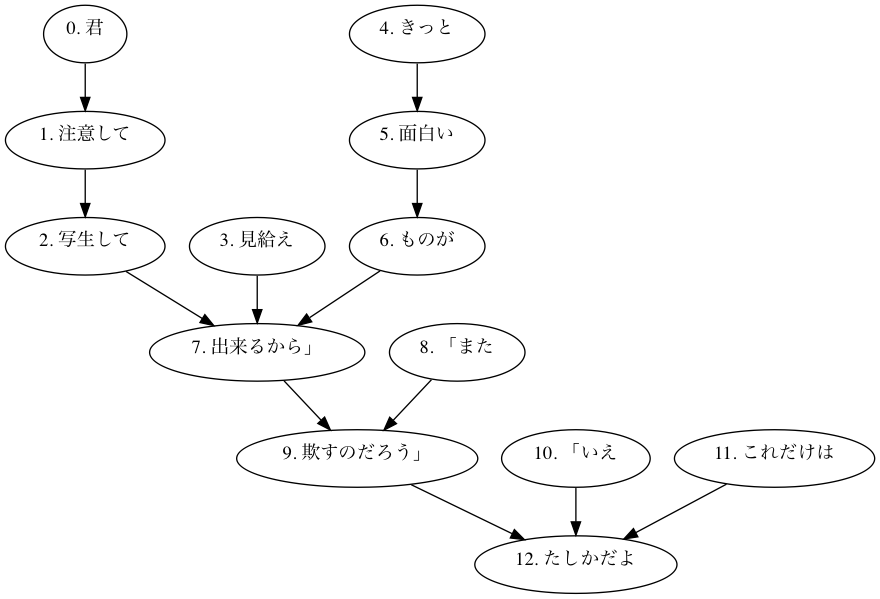 0. 君
4. きっと
1. 注意して
5. 面白い
2. 写生して
3. 見給え
6. ものが
7. 出来るから」
8. 「また
9. 欺すのだろう」
10. 「いえ
11. これだけは
12. たしかだよ